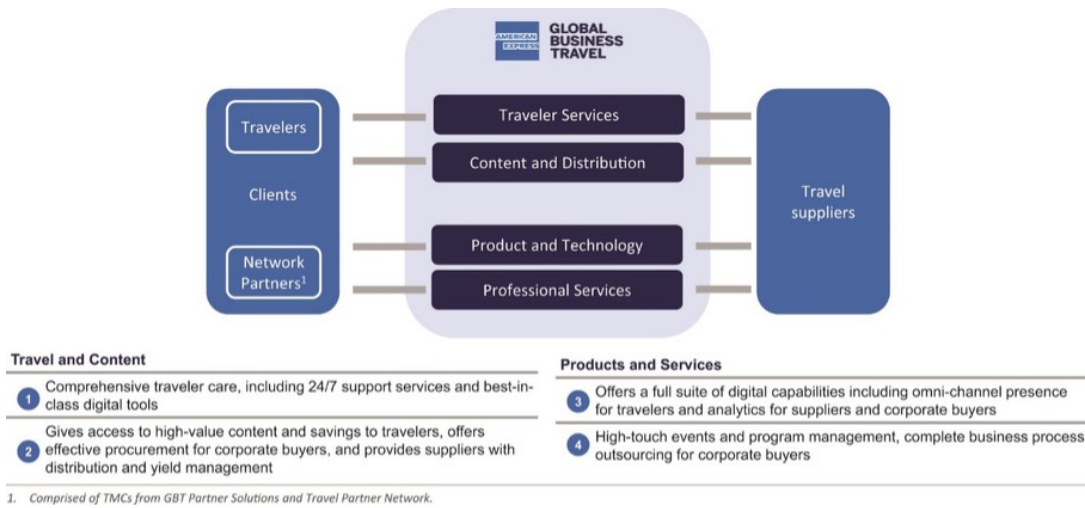 AMERICAN
EXPRESS
GLOBAL
BUSINESS
TRAVEL
Travelers
Clients
Network
Partners1
Traveler Services
Content and Distribution
Product and Technology
Professional Services
Travel
suppliers
Travel and Content
1 Comprehensive traveler care, including 24/7 support services and best-in-
class digital tools
Gives access to high-value content and savings to travelers, offers
2 effective procurement for corporate buyers, and provides suppliers with
distribution and yield management
Products and Services
3 Offers a full suite of digital capabilities including omni-channel presence
for travelers and analytics for suppliers and corporate buyers
4 High-touch events and program management, complete business process
outsourcing for corporate buyers
1. Comprised of TMCs from GBT Partner Solutions and Travel Partner Network.